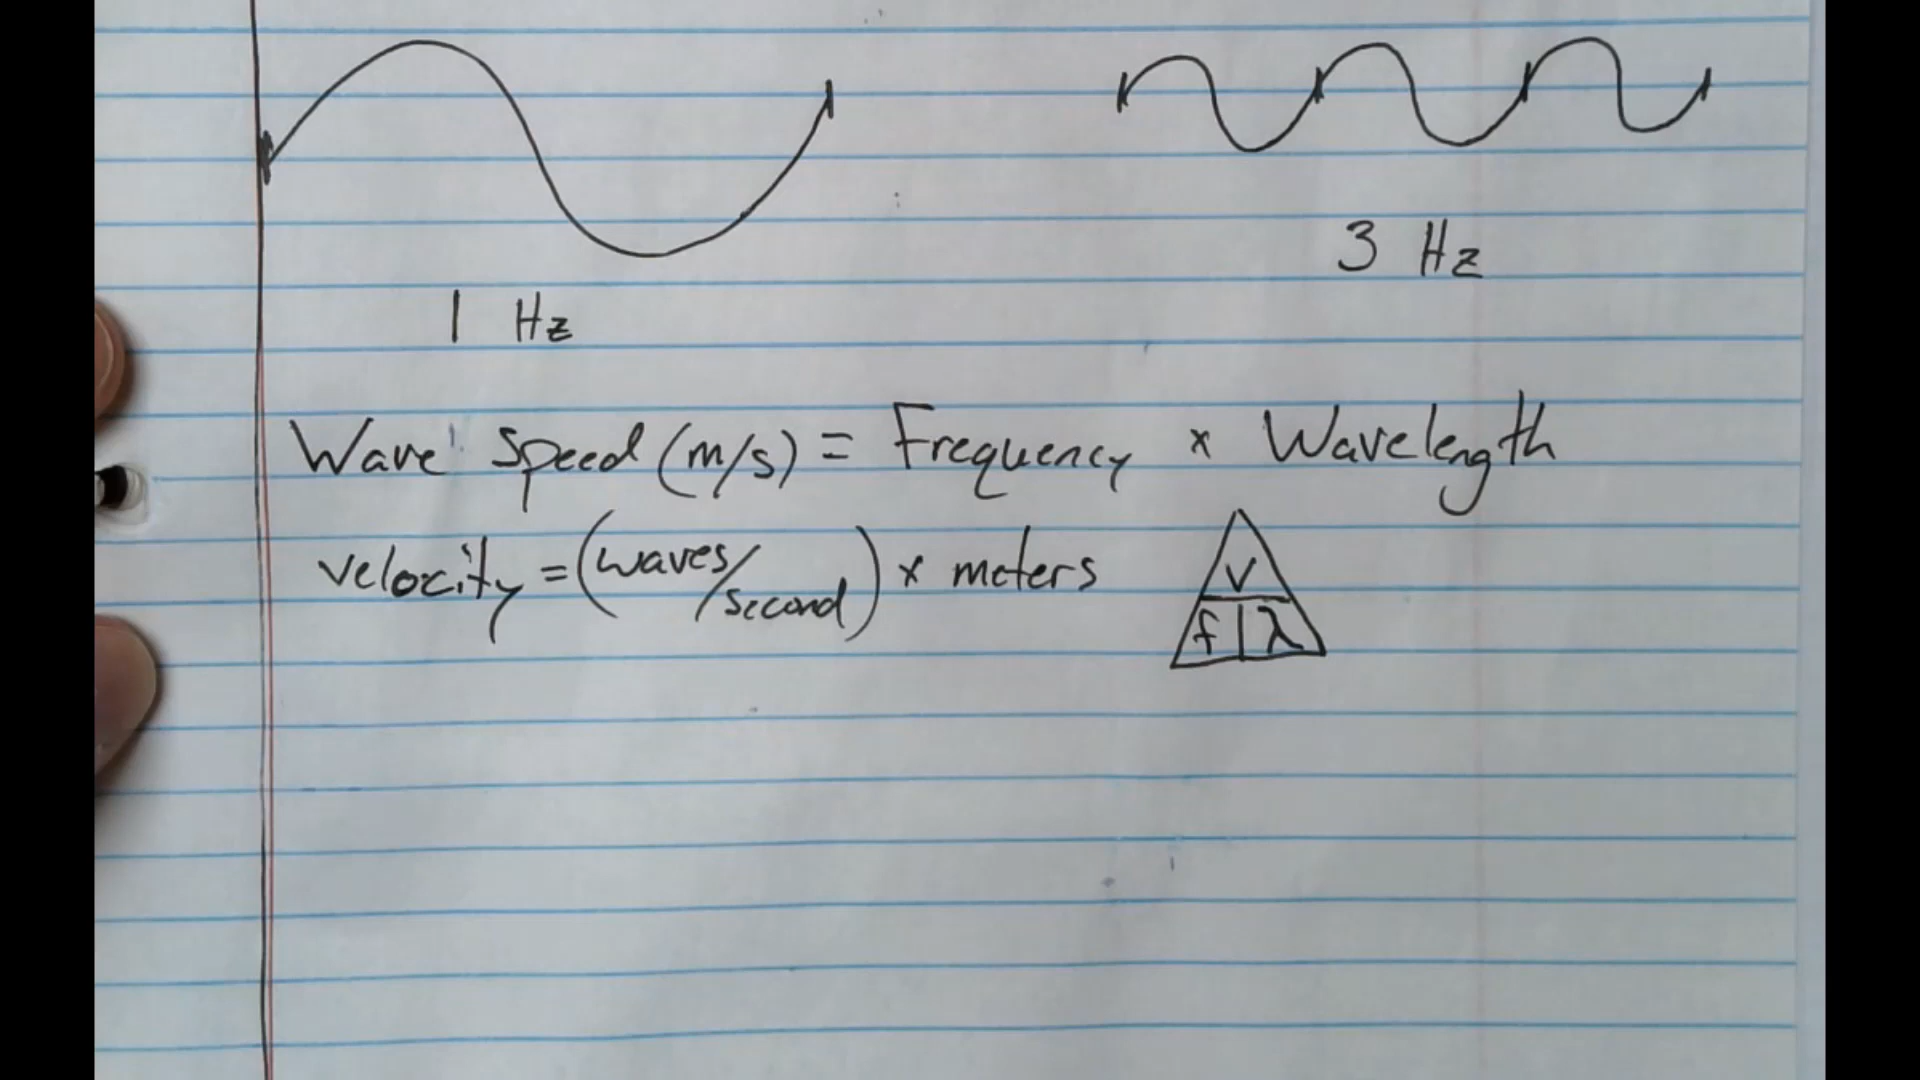 1 Hz
3 Hz
Wave Speed (m/s) = Frequency × Wavelength
velocity = (waves/second) × meters
v
f | λ